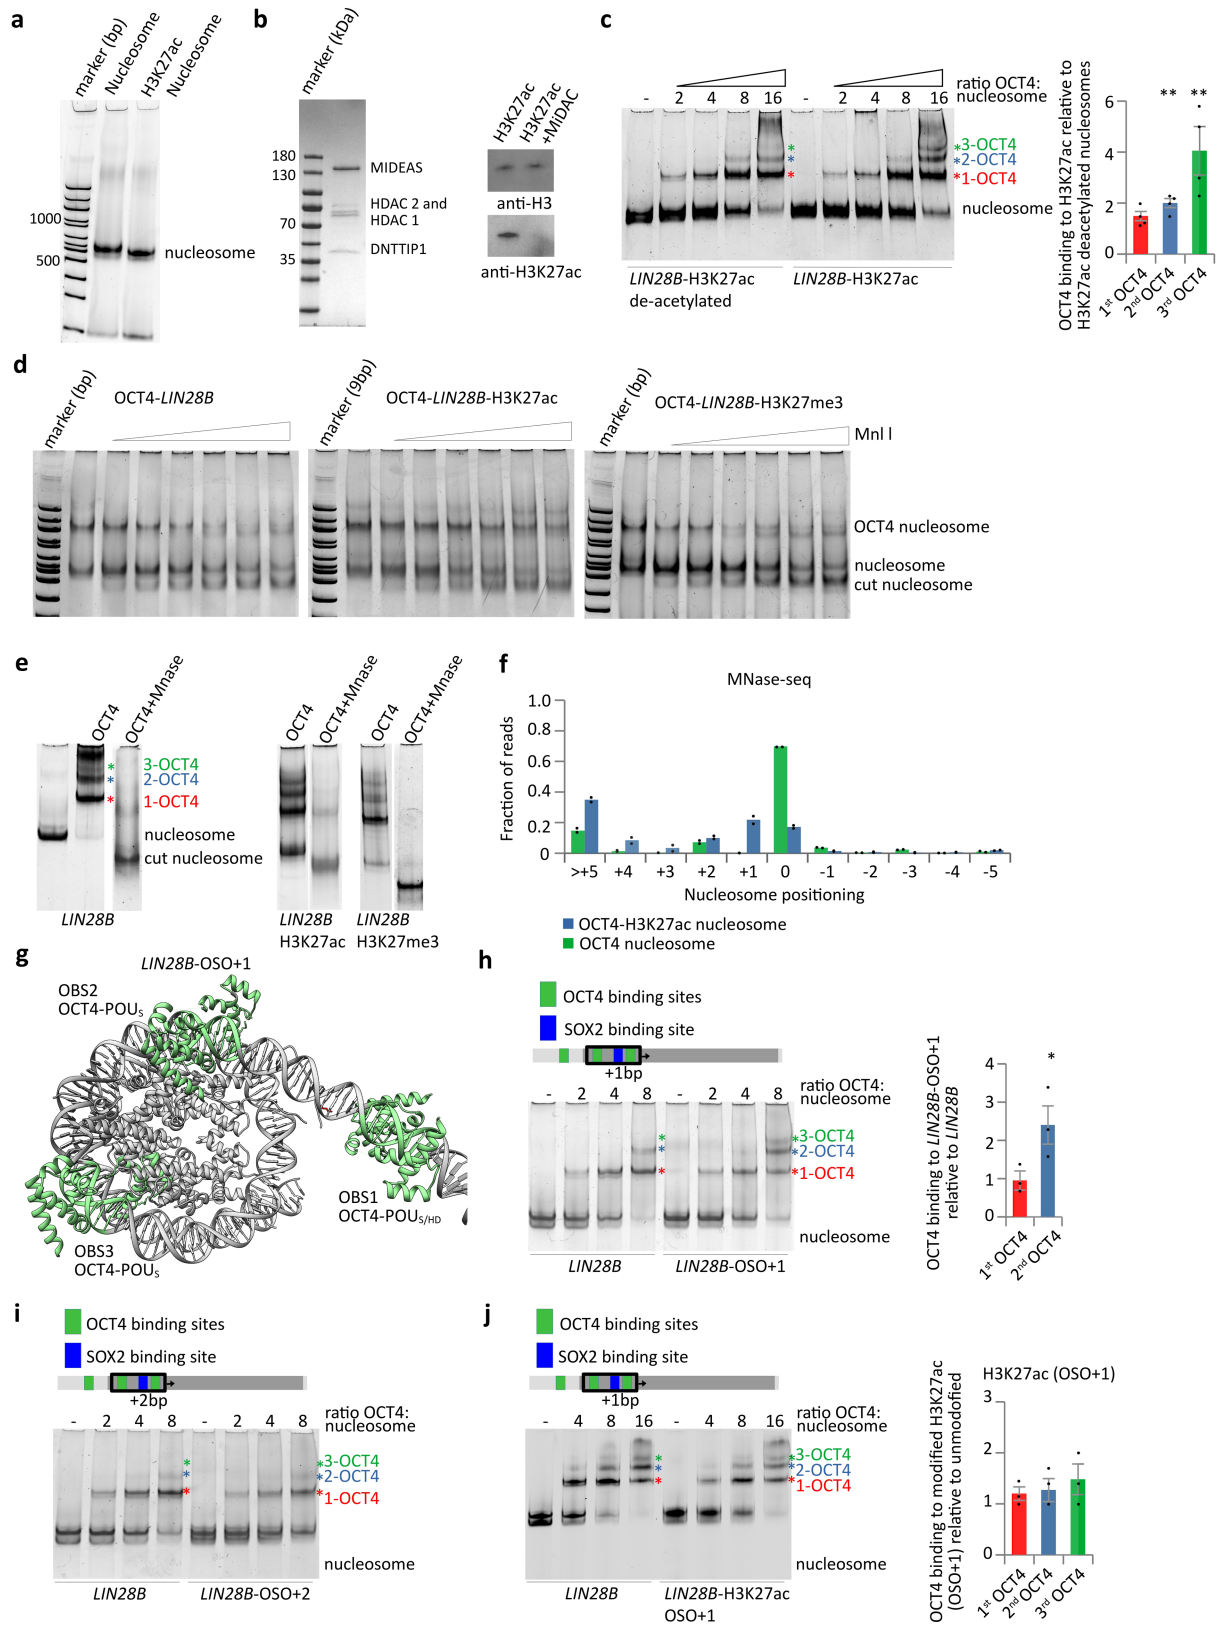 a
marker (bp)
Nucleosome
H3K27ac
Nucleosome
1000
500
nucleosome
b
marker (kDa)
180
130
70
35
MIDEAS
HDAC 2 and
HDAC 1
DNTTIP1
H3K27ac
H3K27ac
+MiDAC
anti-H3
anti-H3K27ac
c
ratio OCT4:
nucleosome
- 2 4 8 16 - 2 4 8 16
*3-OCT4
*2-OCT4
*1-OCT4
nucleosome
LIN28B-H3K27ac
de-acetylated
LIN28B-H3K27ac
OCT4 binding to H3K27ac relative to
H3K27ac deacetylated nucleosomes
6
4
2
0
** **
1st OCT4
2nd OCT4
3rd OCT4
d
marker (bp)
OCT4-LIN28B
marker (9bp)
OCT4-LIN28B-H3K27ac
marker (bp)
OCT4-LIN28B-H3K27me3
Mnl I
OCT4 nucleosome
nucleosome
cut nucleosome
e
OCT4
OCT4+Mnase
* 3-OCT4
* 2-OCT4
* 1-OCT4
nucleosome
cut nucleosome
LIN28B
OCT4
OCT4+Mnase
LIN28B
H3K27ac
OCT4
OCT4+Mnase
LIN28B
H3K27me3
f
MNase-seq
Fraction of reads
1.0
0.8
0.6
0.4
0.2
0
>+5 +4 +3 +2 +1 0 -1 -2 -3 -4 -5
Nucleosome positioning
OCT4-H3K27ac nucleosome
OCT4 nucleosome
g
LIN28B-OSO+1
OBS2
OCT4-POUS
OBS1
OCT4-POUS/HD
OBS3
OCT4-POUS
h
OCT4 binding sites
SOX2 binding site
+1bp
ratio OCT4:
nucleosome
- 2 4 8 - 2 4 8
*3-OCT4
*2-OCT4
*1-OCT4
nucleosome
LIN28B
LIN28B-OSO+1
OCT4 binding to LIN28B-OSO+1
relative to LIN28B
4
3
2
1
0
*
1st OCT4
2nd OCT4
i
OCT4 binding sites
SOX2 binding site
+2bp
ratio OCT4:
nucleosome
- 2 4 8 - 2 4 8
*3-OCT4
*2-OCT4
*1-OCT4
nucleosome
LIN28B
LIN28B-OSO+2
j
OCT4 binding sites
SOX2 binding site
+1bp
ratio OCT4:
nucleosome
- 4 8 16 - 4 8 16
*3-OCT4
*2-OCT4
*1-OCT4
nucleosome
LIN28B
LIN28B-H3K27ac
OSO+1
H3K27ac (OSO+1)
OCT4 binding to modified H3K27ac
(OSO+1) relative to unmodofied
3
2
1
0
1st OCT4
2nd OCT4
3rd OCT4